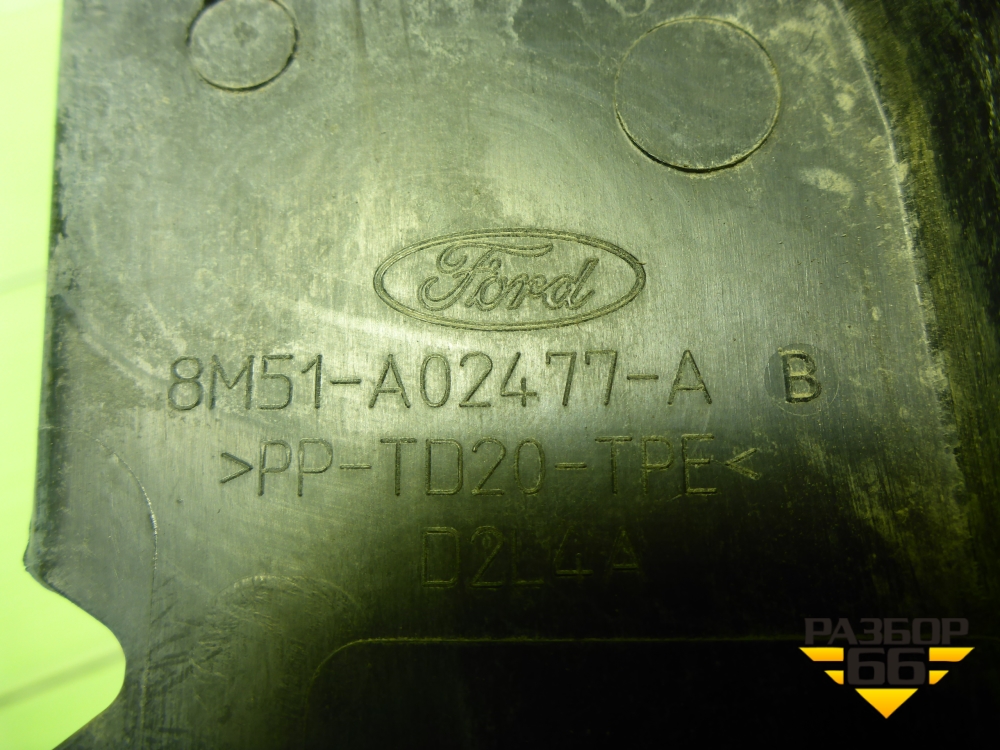 Ford
8M51-A02477-A B
>PP-TD20-TPE<
D2L4A
РАЗБОР
66